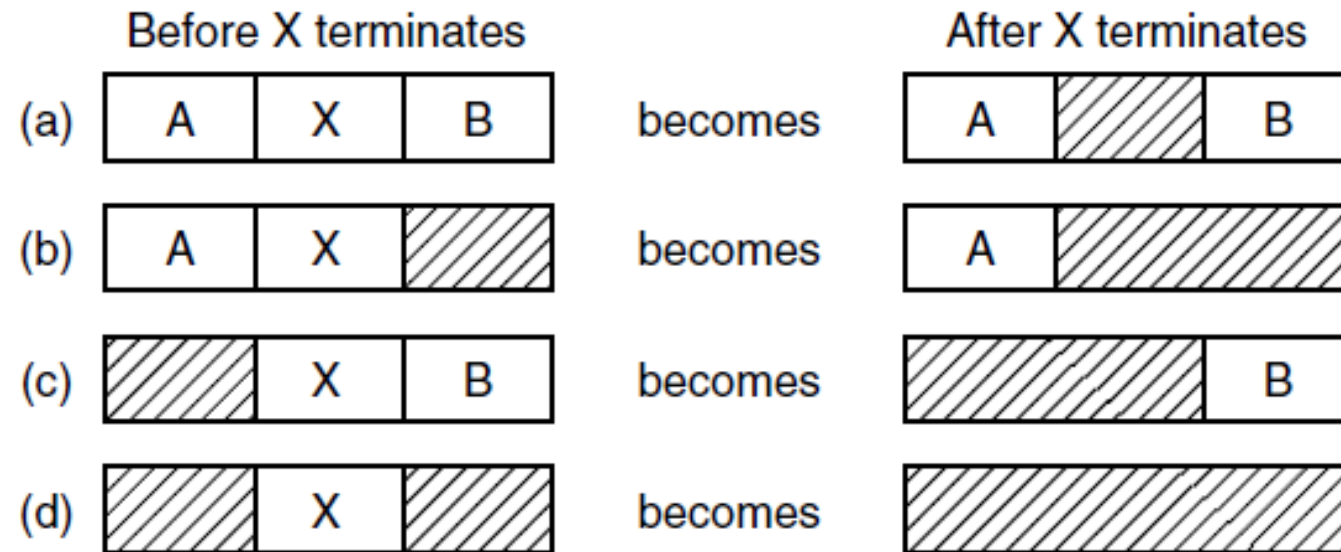 Before X terminates After X terminates
(a) A X B becomes A B
(b) A X becomes A
(c) X B becomes B
(d) X becomes